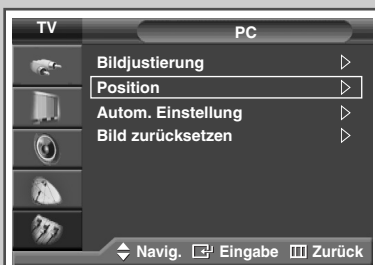 TV PC
Bildjustierung
Position
Autom. Einstellung
Bild zurücksetzen
Navig. Eingabe Zurück